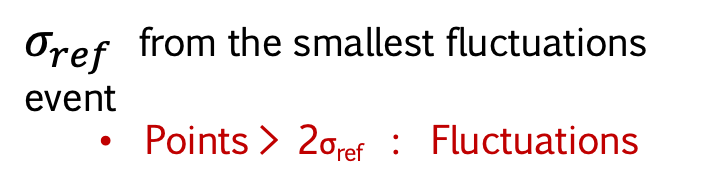 σref from the smallest fluctuations
event
• Points > 2σref : Fluctuations